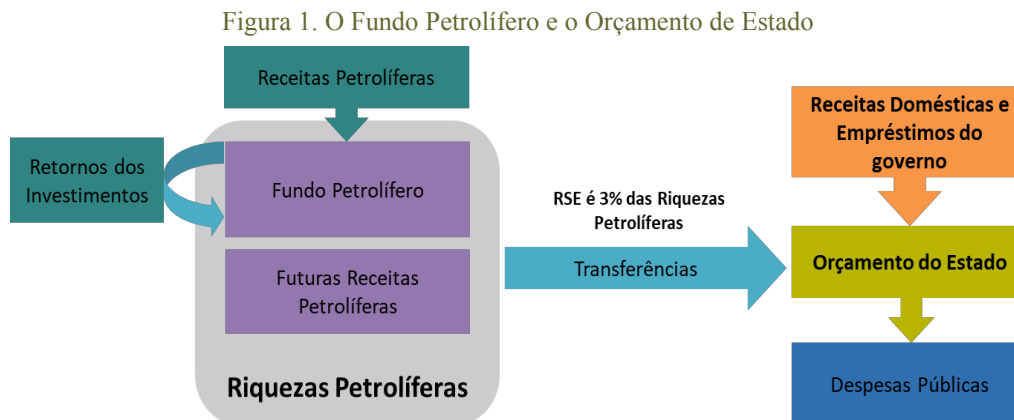 Figura 1. O Fundo Petrolífero e o Orçamento de Estado
Receitas Petrolíferas
Retornos dos
Investimentos
Fundo Petrolífero
Futuras Receitas
Petrolíferas
Riquezas Petrolíferas
RSE é 3% das Riquezas
Petrolíferas
Transferências
Receitas Domésticas e
Empréstimos do
governo
Orçamento do Estado
Despesas Públicas